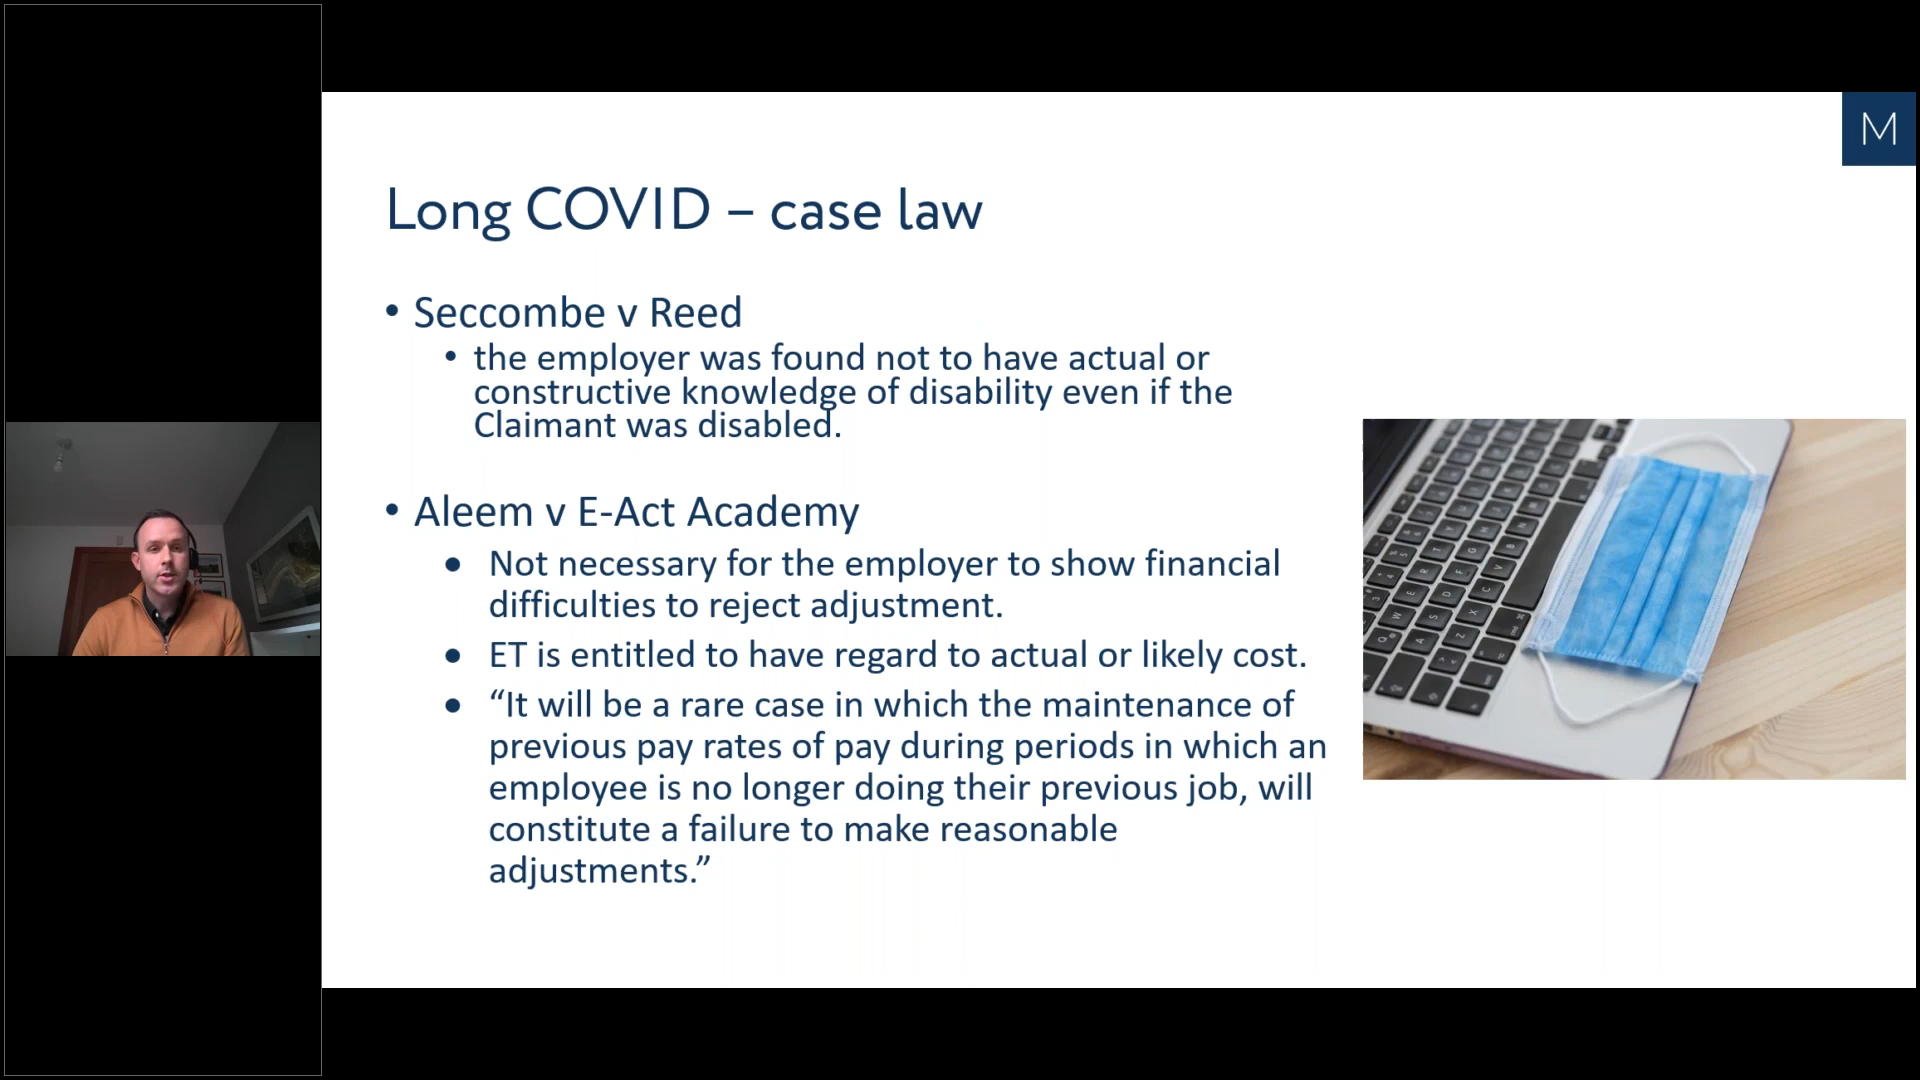 M
Long COVID – case law
• Seccombe v Reed
• the employer was found not to have actual or
constructive knowledge of disability even if the
Claimant was disabled.
• Aleem v E-Act Academy
• Not necessary for the employer to show financial
difficulties to reject adjustment.
• ET is entitled to have regard to actual or likely cost.
• “It will be a rare case in which the maintenance of
previous pay rates of pay during periods in which an
employee is no longer doing their previous job, will
constitute a failure to make reasonable
adjustments.”